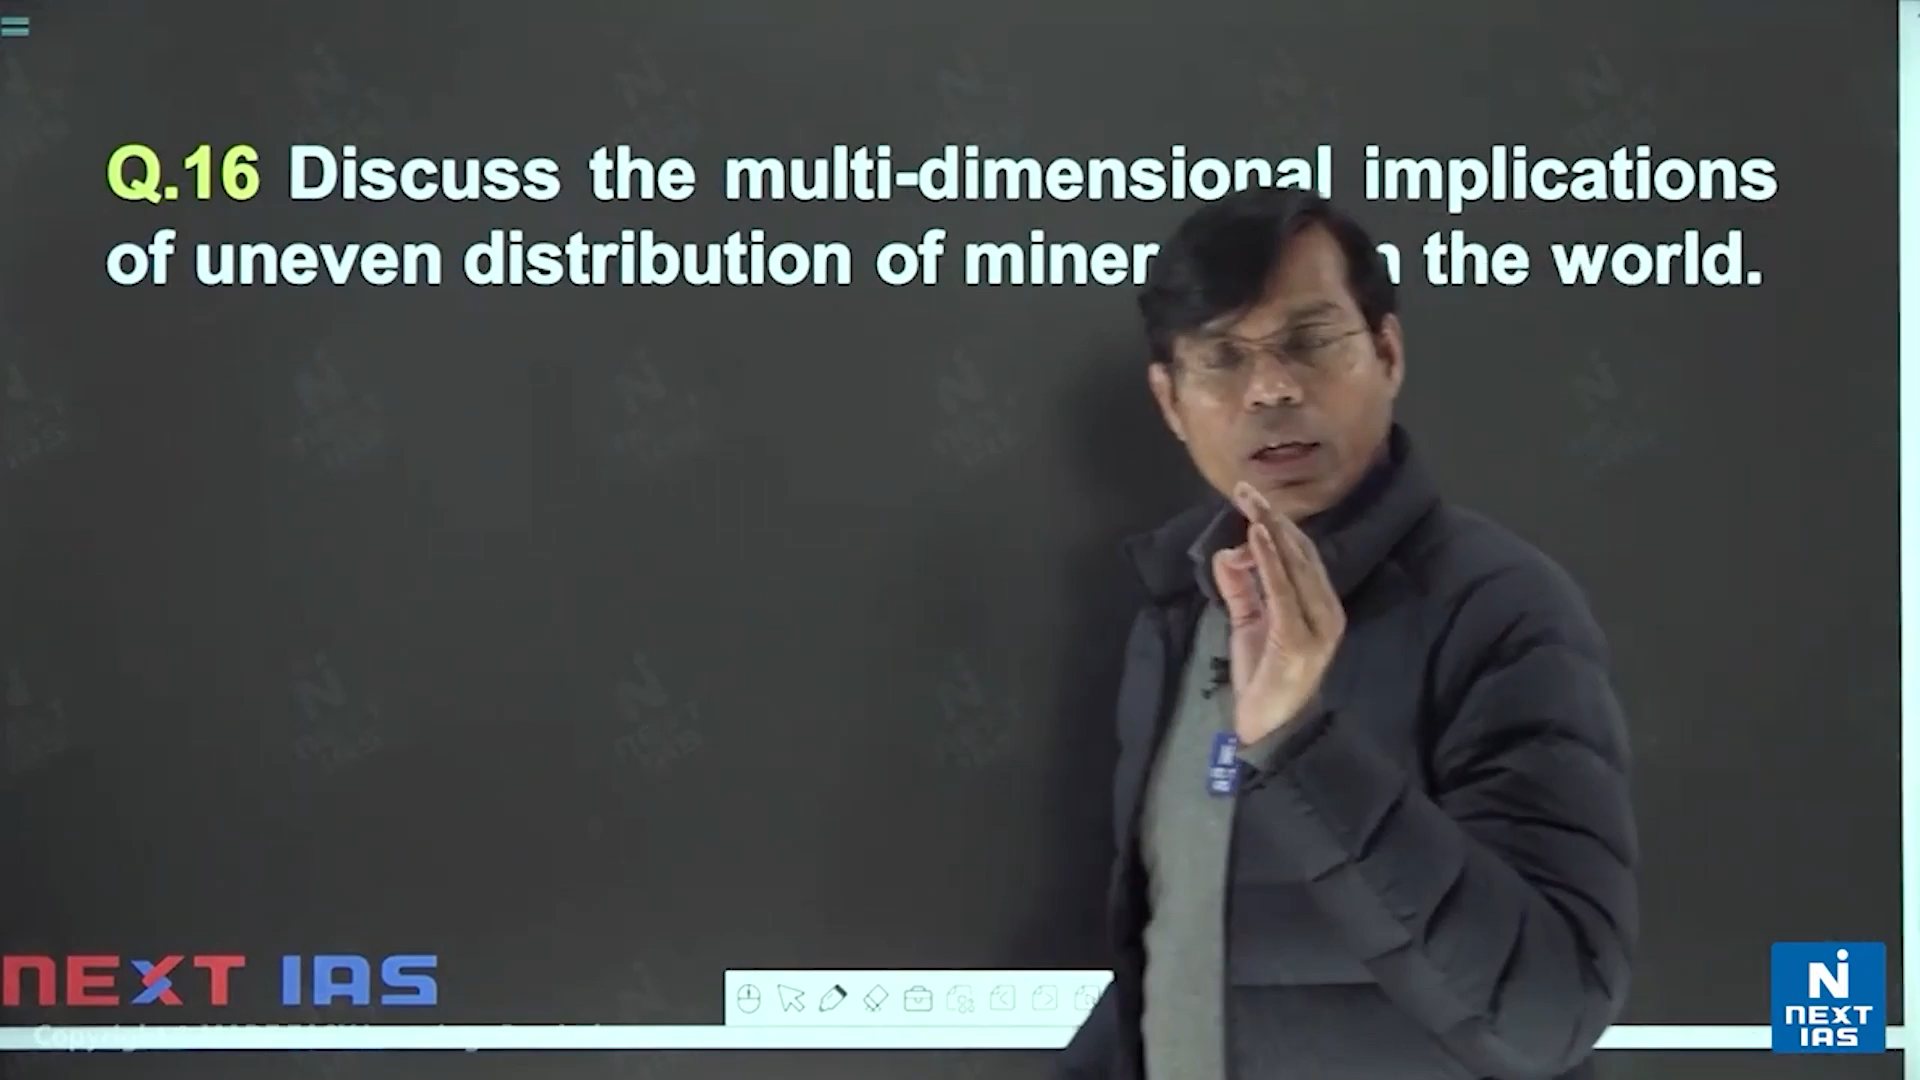 Q.16 Discuss the multi-dimensional implications
of uneven distribution of miner n the world.
NEXT IAS
NEXT
IAS